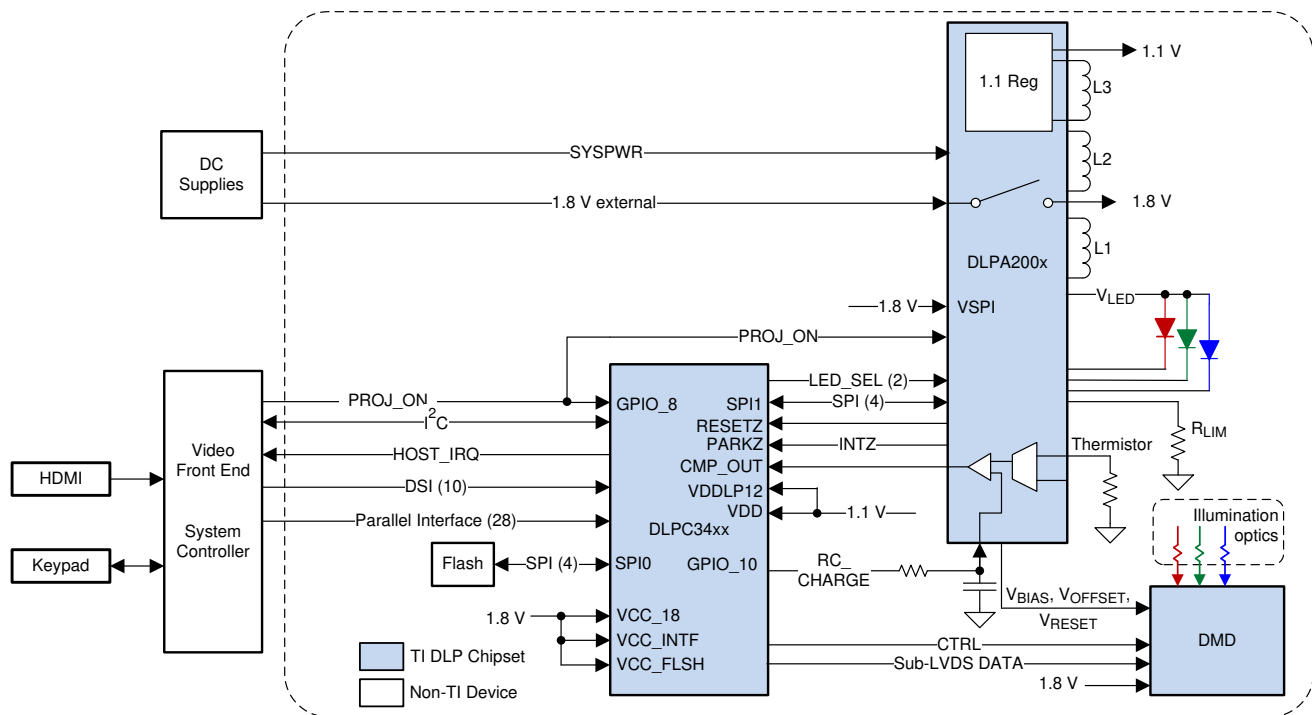 1.1 V
1.1 Reg
L3
DC
Supplies
SYSPWR
L2
1.8 V external
1.8 V
L1
DLPA200x
VLED
1.8 V
VSPI
PROJ_ON
LED_SEL (2)
PROJ_ON
GPIO_8
SPI1
SPI (4)
I2C
RESETZ
RLIM
Video
Front End
System
Controller
PARKZ
INTZ
Thermistor
HOST_IRQ
CMP_OUT
HDMI
DSI (10)
VDDLP12
VDD
1.1 V
Parallel Interface (28)
DLPC34xx
Illumination
optics
Keypad
Flash
SPI (4)
SPI0
GPIO_10
RC_
CHARGE
VBIAS, VOFFSET,
VRESET
1.8 V
VCC_18
VCC_INTF
VCC_FLSH
DMD
CTRL
Sub-LVDS DATA
1.8 V
TI DLP Chipset
Non-TI Device